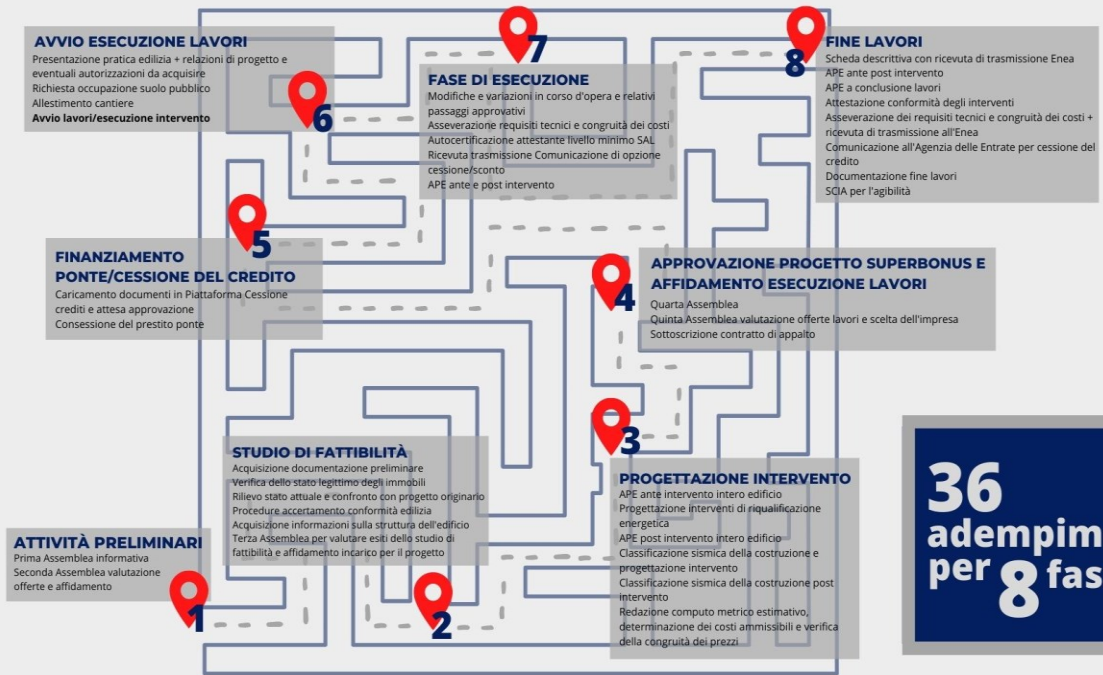 1
ATTIVITÀ PRELIMINARI
Prima Assemblea informativa
Seconda Assemblea valutazione
offerte e affidamento
2
STUDIO DI FATTIBILITÀ
Acquisizione documentazione preliminare
Verifica dello stato legittimo degli immobili
Rilievo stato attuale e confronto con progetto originario
Procedure accertamento conformità edilizia
Acquisizione informazioni sulla struttura dell'edificio
Terza Assemblea per valutare esiti dello studio di
fattibilità e affidamento incarico per il progetto
3
PROGETTAZIONE INTERVENTO
APE ante intervento intero edificio
Progettazione interventi di riqualificazione
energetica
APE post intervento intero edificio
Classificazione sismica della costruzione e
progettazione intervento
Classificazione sismica della costruzione post
intervento
Redazione computo metrico estimativo,
determinazione dei costi ammissibili e verifica
della congruità dei prezzi
4
APPROVAZIONE PROGETTO SUPERBONUS E
AFFIDAMENTO ESECUZIONE LAVORI
Quarta Assemblea
Quinta Assemblea valutazione offerte lavori e scelta dell'impresa
Sottoscrizione contratto di appalto
5
FINANZIAMENTO
PONTE/CESSIONE DEL CREDITO
Caricamento documenti in Piattaforma Cessione
crediti e attesa approvazione
Consessione del prestito ponte
6
AVVIO ESECUZIONE LAVORI
Presentazione pratica edilizia + relazioni di progetto e
eventuali autorizzazioni da acquisire
Richiesta occupazione suolo pubblico
Allestimento cantiere
Avvio lavori/esecuzione intervento
7
FASE DI ESECUZIONE
Modifiche e variazioni in corso d'opera e relativi
passaggi approvativi
Asseverazione requisiti tecnici e congruità dei costi
Autocertificazione attestante livello minimo SAL
Ricevuta trasmissione Comunicazione di opzione
cessione/sconto
APE ante e post intervento
8
FINE LAVORI
Scheda descrittiva con ricevuta di trasmissione Enea
APE ante post intervento
APE a conclusione lavori
Attestazione conformità degli interventi
Asseverazione dei requisiti tecnici e congruità dei costi +
ricevuta di trasmissione all'Enea
Comunicazione all'Agenzia delle Entrate per cessione del
credito
Documentazione fine lavori
SCIA per l'agibilità
36
adempim
per 8 fas